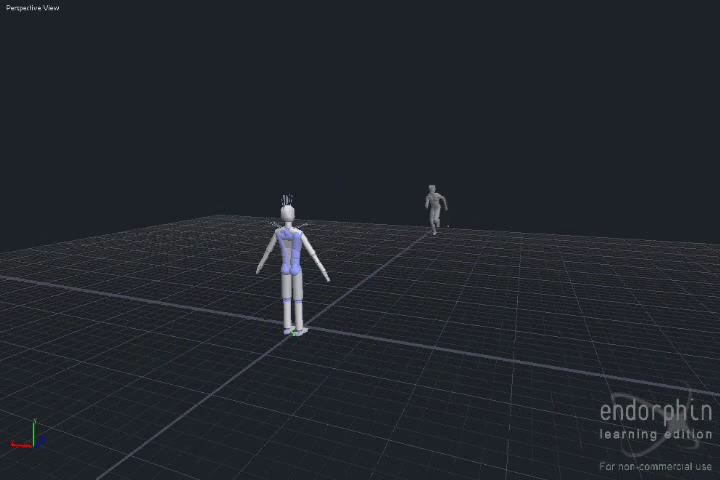 Perspective View
endorphin
learning edition
For non-commercial use